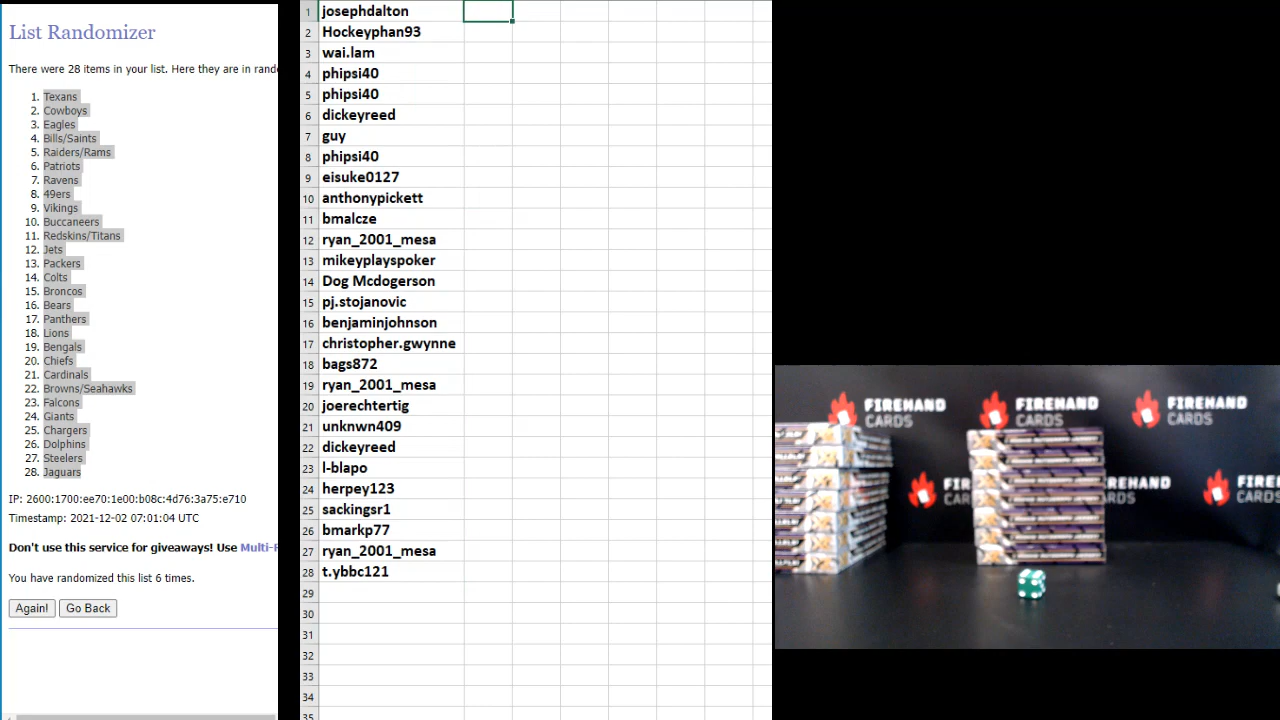 List Randomizer
There were 28 items in your list. Here they are in rand
1. Texans
2. Cowboys
3. Eagles
4. Bills/Saints
5. Raiders/Rams
6. Patriots
7. Ravens
8. 49ers
9. Vikings
10. Buccaneers
11. Redskins/Titans
12. Jets
13. Packers
14. Colts
15. Broncos
16. Bears
17. Panthers
18. Lions
19. Bengals
20. Chiefs
21. Cardinals
22. Browns/Seahawks
23. Falcons
24. Giants
25. Chargers
26. Dolphins
27. Steelers
28. Jaguars
IP: 2600:1700:ee70:1e00:b08c:4d76:3a75:e710
Timestamp: 2021-12-02 07:01:04 UTC
Don't use this service for giveaways! Use Multi-
You have randomized this list 6 times.
Again! Go Back
1 josephdalton
2 Hockeyphan93
3 wai.lam
4 phipsi40
5 phipsi40
6 dickeyreed
7 guy
8 phipsi40
9 eisuke0127
10 anthonypickett
11 bmalcze
12 ryan_2001_mesa
13 mikeyplayspoker
14 Dog Mcdogerson
15 pj.stojanovic
16 benjaminjohnson
17 christopher.gwynne
18 bags872
19 ryan_2001_mesa
20 joerechtertig
21 unknwn409
22 dickeyreed
23 l-blapo
24 herpey123
25 sackingsr1
26 bmarkp77
27 ryan_2001_mesa
28 t.ybbc121
29
30
31
32
33
34
35
FIREHAND
CARDS
FIREHAND
CARDS
FIREHAND
CARDS